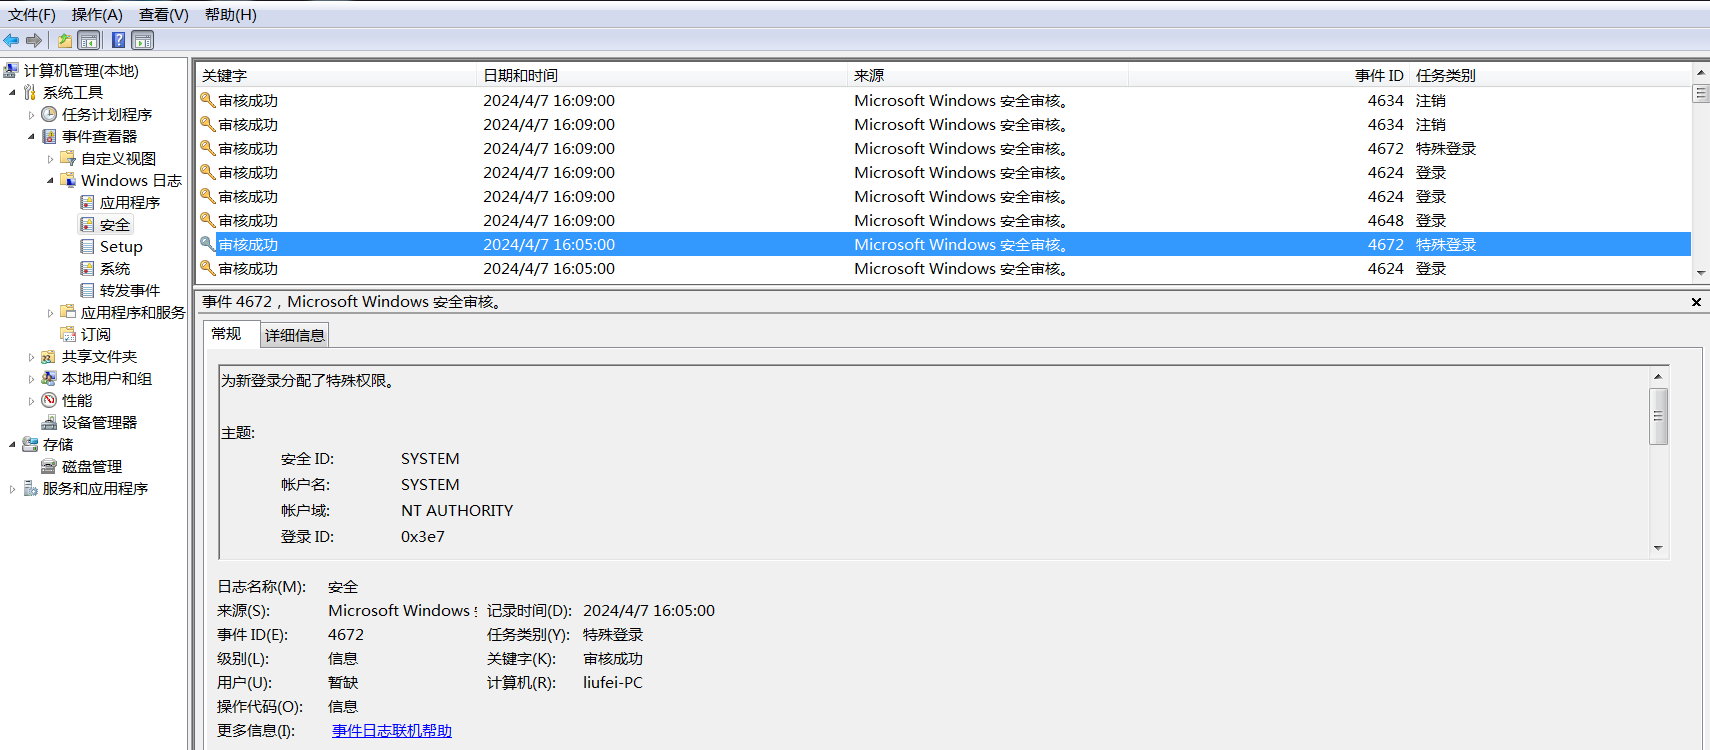 文件(F) 操作(A) 查看(V) 帮助(H)
计算机管理(本地)
系统工具
任务计划程序
事件查看器
自定义视图
Windows 日志
应用程序
安全
Setup
系统
转发事件
应用程序和服务
订阅
共享文件夹
本地用户和组
性能
设备管理器
存储
磁盘管理
服务和应用程序
关键字 日期和时间 来源 事件 ID 任务类别
审核成功 2024/4/7 16:09:00 Microsoft Windows 安全审核。 4634 注销
审核成功 2024/4/7 16:09:00 Microsoft Windows 安全审核。 4634 注销
审核成功 2024/4/7 16:09:00 Microsoft Windows 安全审核。 4672 特殊登录
审核成功 2024/4/7 16:09:00 Microsoft Windows 安全审核。 4624 登录
审核成功 2024/4/7 16:09:00 Microsoft Windows 安全审核。 4624 登录
审核成功 2024/4/7 16:09:00 Microsoft Windows 安全审核。 4648 登录
审核成功 2024/4/7 16:05:00 Microsoft Windows 安全审核。 4672 特殊登录
审核成功 2024/4/7 16:05:00 Microsoft Windows 安全审核。 4624 登录
事件 4672，Microsoft Windows 安全审核。
常规 详细信息
为新登录分配了特殊权限。
主题:
安全 ID: SYSTEM
帐户名: SYSTEM
帐户域: NT AUTHORITY
登录 ID: 0x3e7
日志名称(M): 安全
来源(S): Microsoft Windows 记录时间(D): 2024/4/7 16:05:00
事件 ID(E): 4672 任务类别(Y): 特殊登录
级别(L): 信息 关键字(K): 审核成功
用户(U): 暂缺 计算机(R): liufei-PC
操作代码(O): 信息
更多信息(I): 事件日志联机帮助